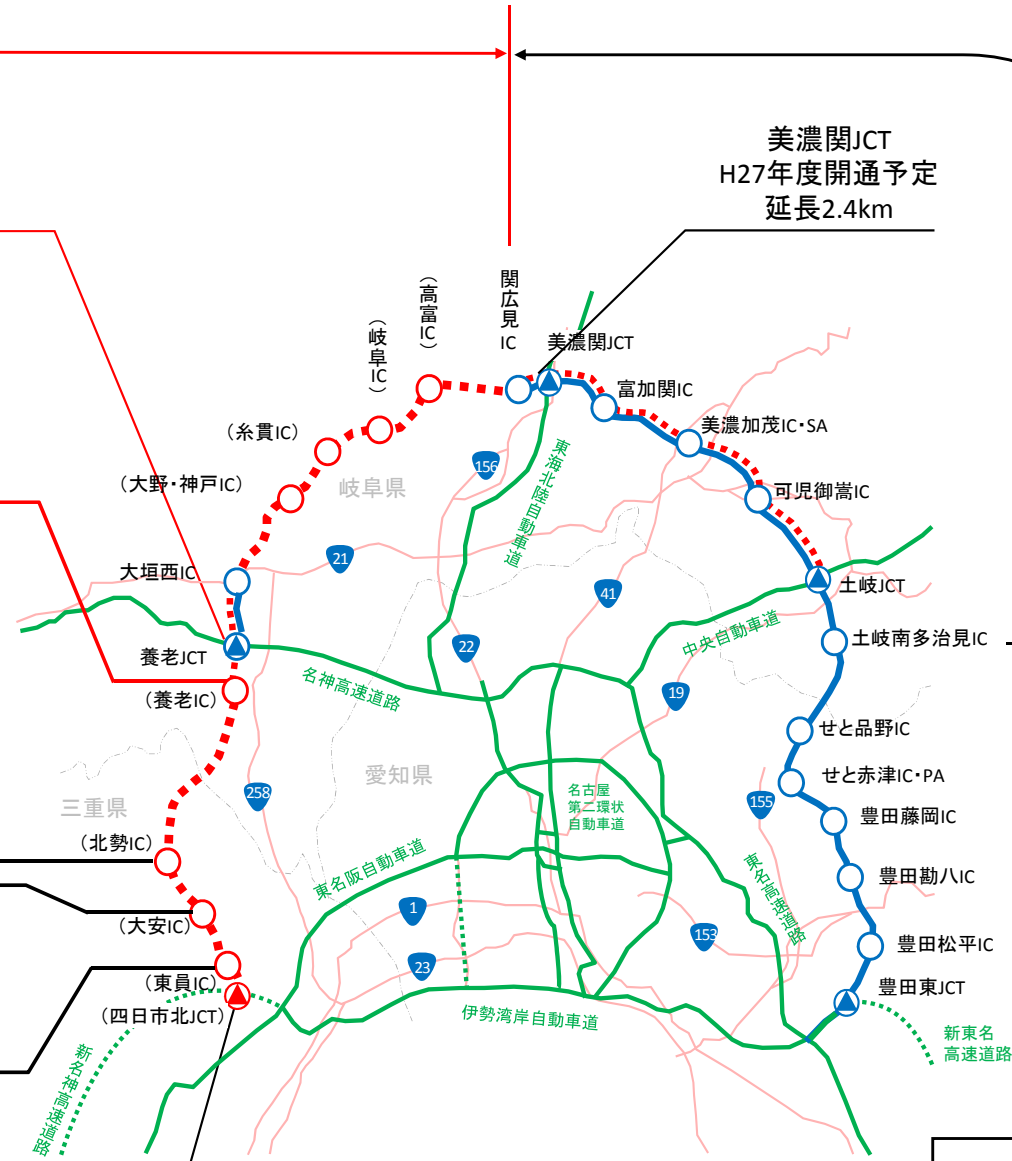 美濃関JCT
H27年度開通予定
延長2.4km
（高富IC）
関広見IC
（岐阜IC）
美濃関JCT
富加関IC
（糸貫IC）
美濃加茂IC・SA
156
東海北陸自動車道
（大野・神戸IC）
岐阜県
可児御嵩IC
21
大垣西IC
41
土岐JCT
中央自動車道
22
土岐南多治見IC
養老JCT
名神高速道路
19
（養老IC）
せと品野IC
愛知県
せと赤津IC・PA
258
名古屋
第二環状
自動車道
155
三重県
豊田藤岡IC
（北勢IC）
東名阪自動車道
東名高速道路
豊田勘八IC
1
（大安IC）
153
豊田松平IC
23
（東員IC）
豊田東JCT
（四日市北JCT）
伊勢湾岸自動車道
新東名
高速道路
新名神高速道路